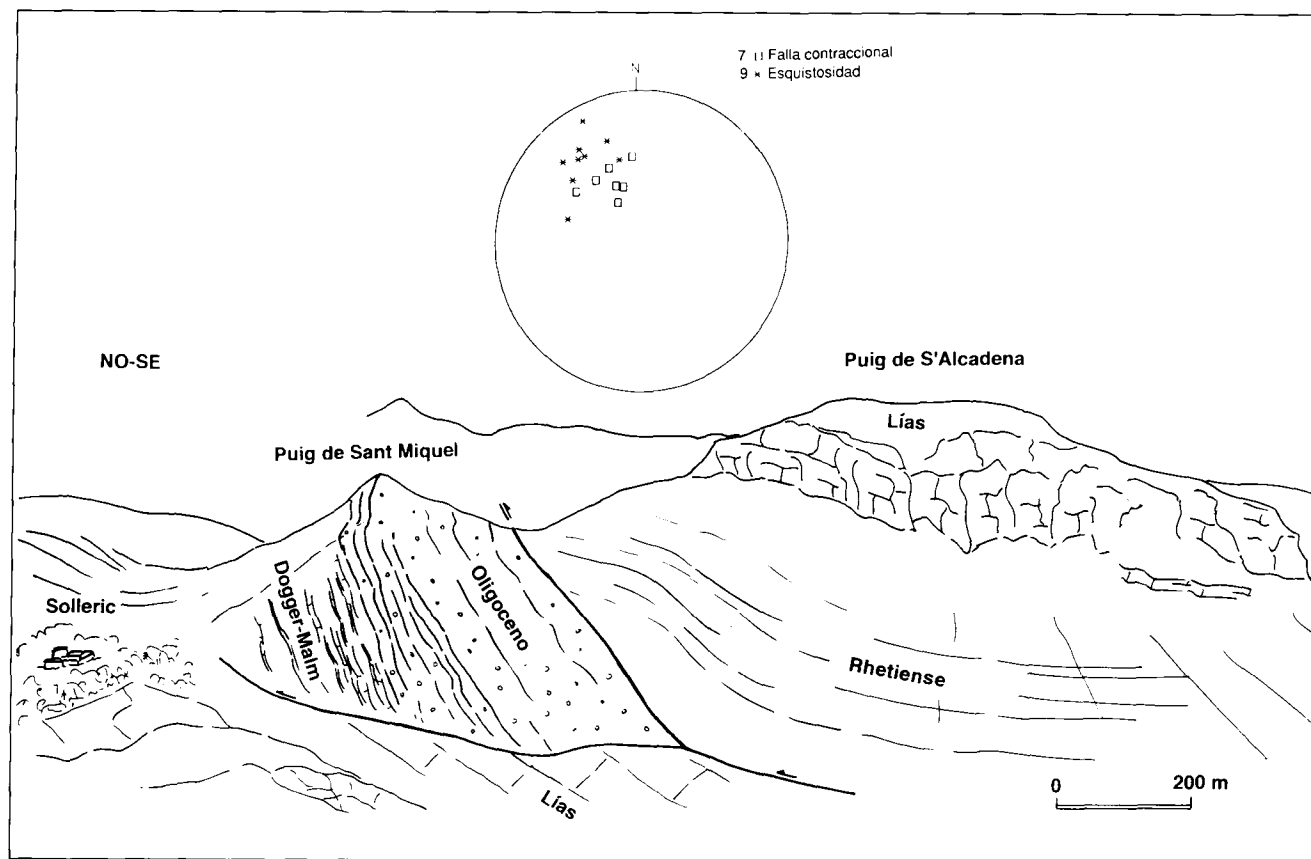 7 □ Falla contraccional
9 * Esquistosidad
N
NO-SE
Puig de S'Alcadena
Lías
Puig de Sant Miquel
Solleric
Dogger-Malm
Oligoceno
Rhetiense
Lías
0 200 m